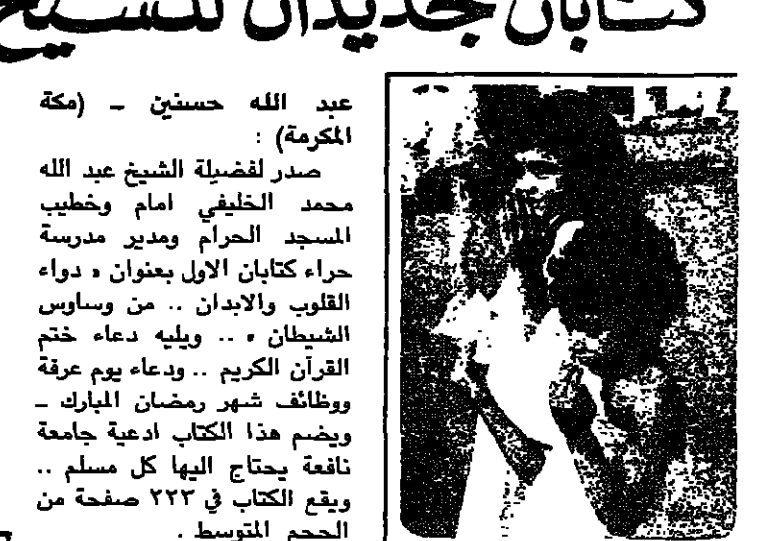 كتابان جديدان للشيخ
عبد الله حسنين ـ (مكة
المكرمة) :
صدر لفضيلة الشيخ عبد الله
محمد الخليفي امام وخطيب
المسجد الحرام ومدير مدرسة
حراء كتابان الاول بعنوان « دواء
القلوب والابدان .. من وساوس
الشيطان » .. ويليه دعاء ختم
القرآن الكريم .. ودعاء يوم عرفة
ووظائف شهر رمضان المبارك ـ
ويضم هذا الكتاب ادعية جامعة
نافعة يحتاج اليها كل مسلم ..
ويقع الكتاب في ٢٢٣ صفحة من
الحجم المتوسط .